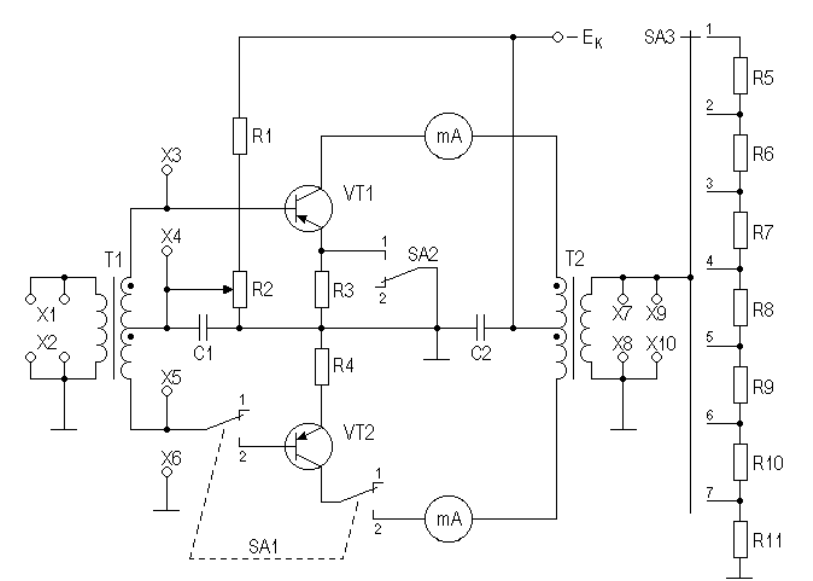 – Eк
SA3
1
R5
2
R6
3
R7
4
R8
5
R9
6
R10
7
R11
R1
mA
X3
VT1
X4
T1
R2
R3
1
SA2
2
T2
X1
X2
C1
C2
X7
X9
X8
X10
R4
X5
1
2
VT2
X6
1
2
mA
SA1